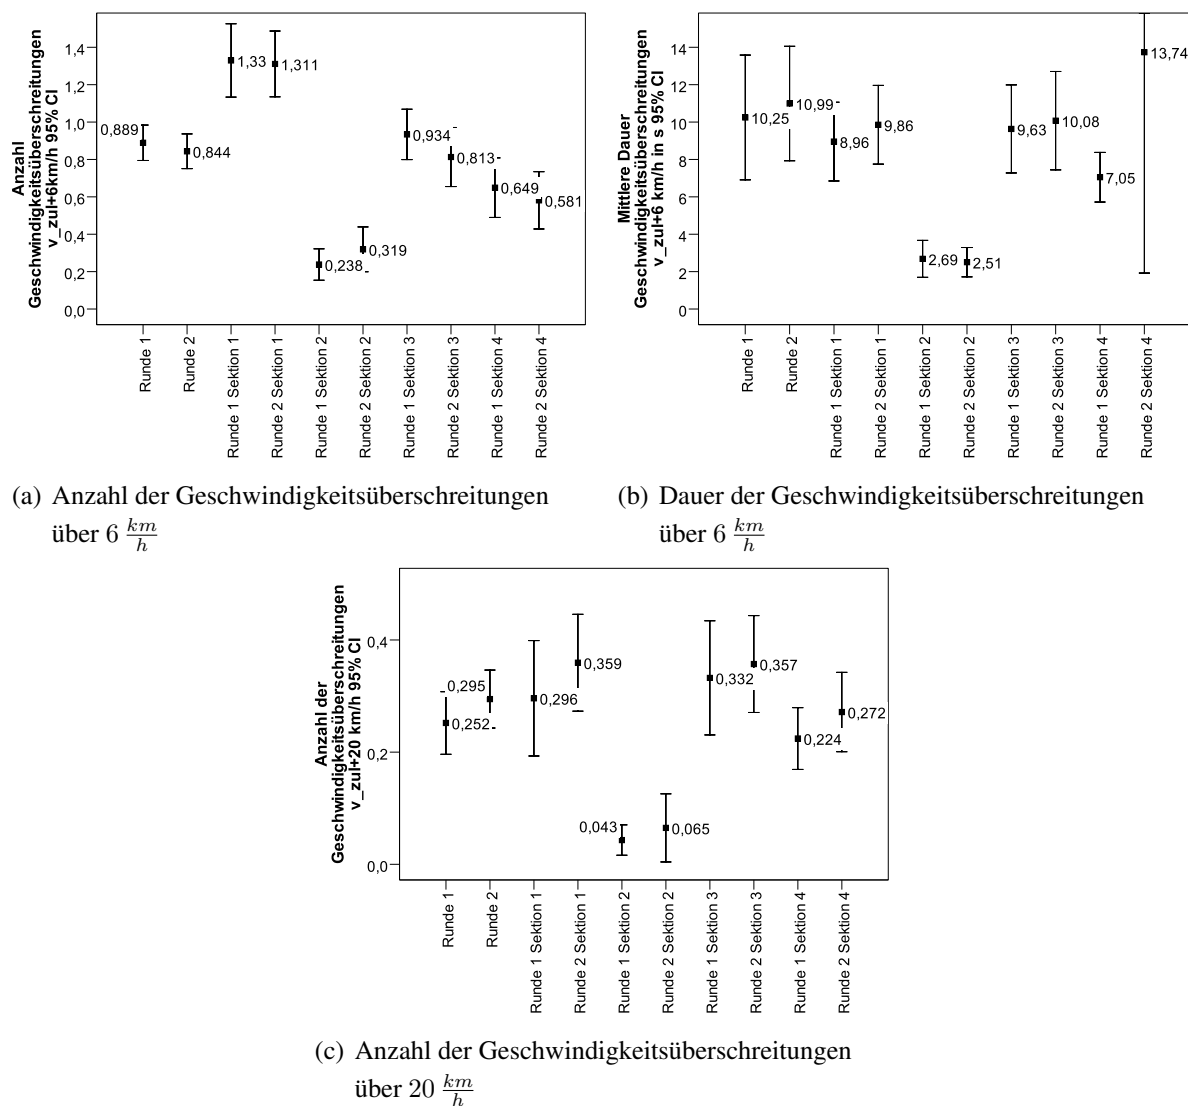 Anzahl
Geschwindigkeitsüberschreitungen
v_zul+6km/h 95% CI
1,4
1,2
1,0
0,8
0,6
0,4
0,2
0,0
0,889
0,844
1,33
1,311
0,238
0,319
0,934
0,813
0,649
0,581
Runde 1
Runde 2
Runde 1 Sektion 1
Runde 2 Sektion 1
Runde 1 Sektion 2
Runde 2 Sektion 2
Runde 1 Sektion 3
Runde 2 Sektion 3
Runde 1 Sektion 4
Runde 2 Sektion 4
(a) Anzahl der Geschwindigkeitsüberschreitungen
über 6 km/h
Mittlere Dauer
Geschwindigkeitsüberschreitungen
v_zul+6 km/h in s 95% CI
14
12
10
8
6
4
2
0
10,25
10,99
8,96
9,86
2,69
2,51
9,63
10,08
7,05
13,74
Runde 1
Runde 2
Runde 1 Sektion 1
Runde 2 Sektion 1
Runde 1 Sektion 2
Runde 2 Sektion 2
Runde 1 Sektion 3
Runde 2 Sektion 3
Runde 1 Sektion 4
Runde 2 Sektion 4
(b) Dauer der Geschwindigkeitsüberschreitungen
über 6 km/h
Anzahl der
Geschwindigkeitsüberschreitungen
v_zul+20 km/h 95% CI
0,4
0,2
0,0
0,252
0,295
0,296
0,359
0,043
0,065
0,332
0,357
0,224
0,272
Runde 1
Runde 2
Runde 1 Sektion 1
Runde 2 Sektion 1
Runde 1 Sektion 2
Runde 2 Sektion 2
Runde 1 Sektion 3
Runde 2 Sektion 3
Runde 1 Sektion 4
Runde 2 Sektion 4
(c) Anzahl der Geschwindigkeitsüberschreitungen
über 20 km/h